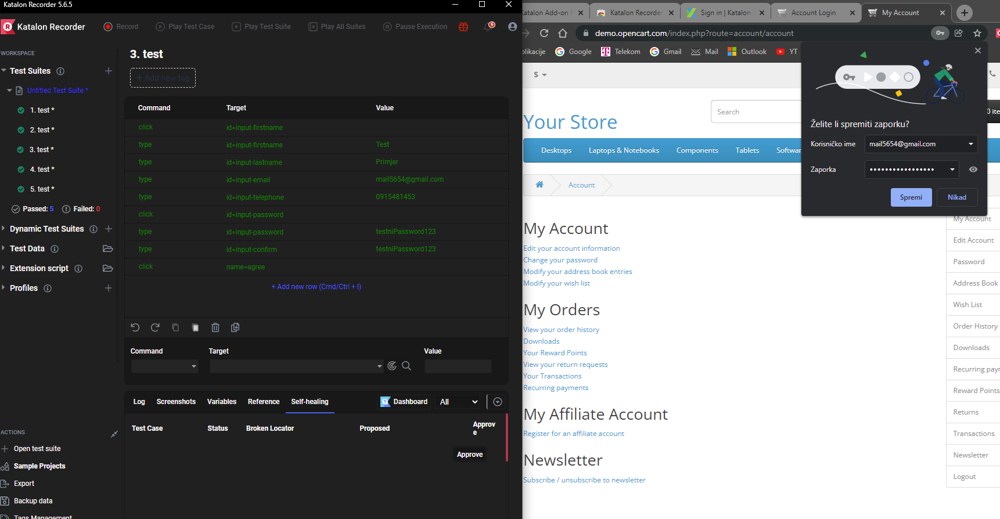 Katalon Recorder 5.6.5
Katalon Recorder
Record
Play Test Case
Play Test Suite
Play All Suites
Pause Execution
6
WORKSPACE
Test Suites
Untitled Test Suite *
1. test *
2. test *
3. test *
4. test *
5. test *
Passed: 5
Failed: 0
Dynamic Test Suites
Test Data
Extension script
Profiles
ACTIONS
Open test suite
Sample Projects
Export
Backup data
Tags Management
3. test
+ Add new tag
Command Target Value
click id=input-firstname
type id=input-firstname Test
type id=input-lastname Primjer
type id=input-email mail5654@gmail.com
type id=input-telephone 0915481453
click id=input-password
type id=input-password testniPassword123
type id=input-confirm testniPassword123
click name=agree
+ Add new row (Cmd/Ctrl + I)
Command Target Value
Log Screenshots Variables Reference Self-healing Dashboard All
Test Case Status Broken Locator Proposed Approv
e
Approve
Katalon Add-on f
Katalon Recorder
Sign in | Katalon S
Account Login
My Account
demo.opencart.com/index.php?route=account/account
plikacije Google Telekom Gmail Mail Outlook YT
$
Your Store
Search
0 ite
Desktops Laptops & Notebooks Components Tablets Softwar
Account
Želite li spremiti zaporku?
Korisničko ime mail5654@gmail.com
Zaporka •••••••••••••••••
Spremi Nikad
My Account
Edit your account information
Change your password
Modify your address book entries
Modify your wish list
My Orders
View your order history
Downloads
Your Reward Points
View your return requests
Your Transactions
Recurring payments
My Affiliate Account
Register for an affiliate account
Newsletter
Subscribe / unsubscribe to newsletter
My Account
Edit Account
Password
Address Book
Wish List
Order History
Downloads
Recurring payr
Reward Points
Returns
Transactions
Newsletter
Logout